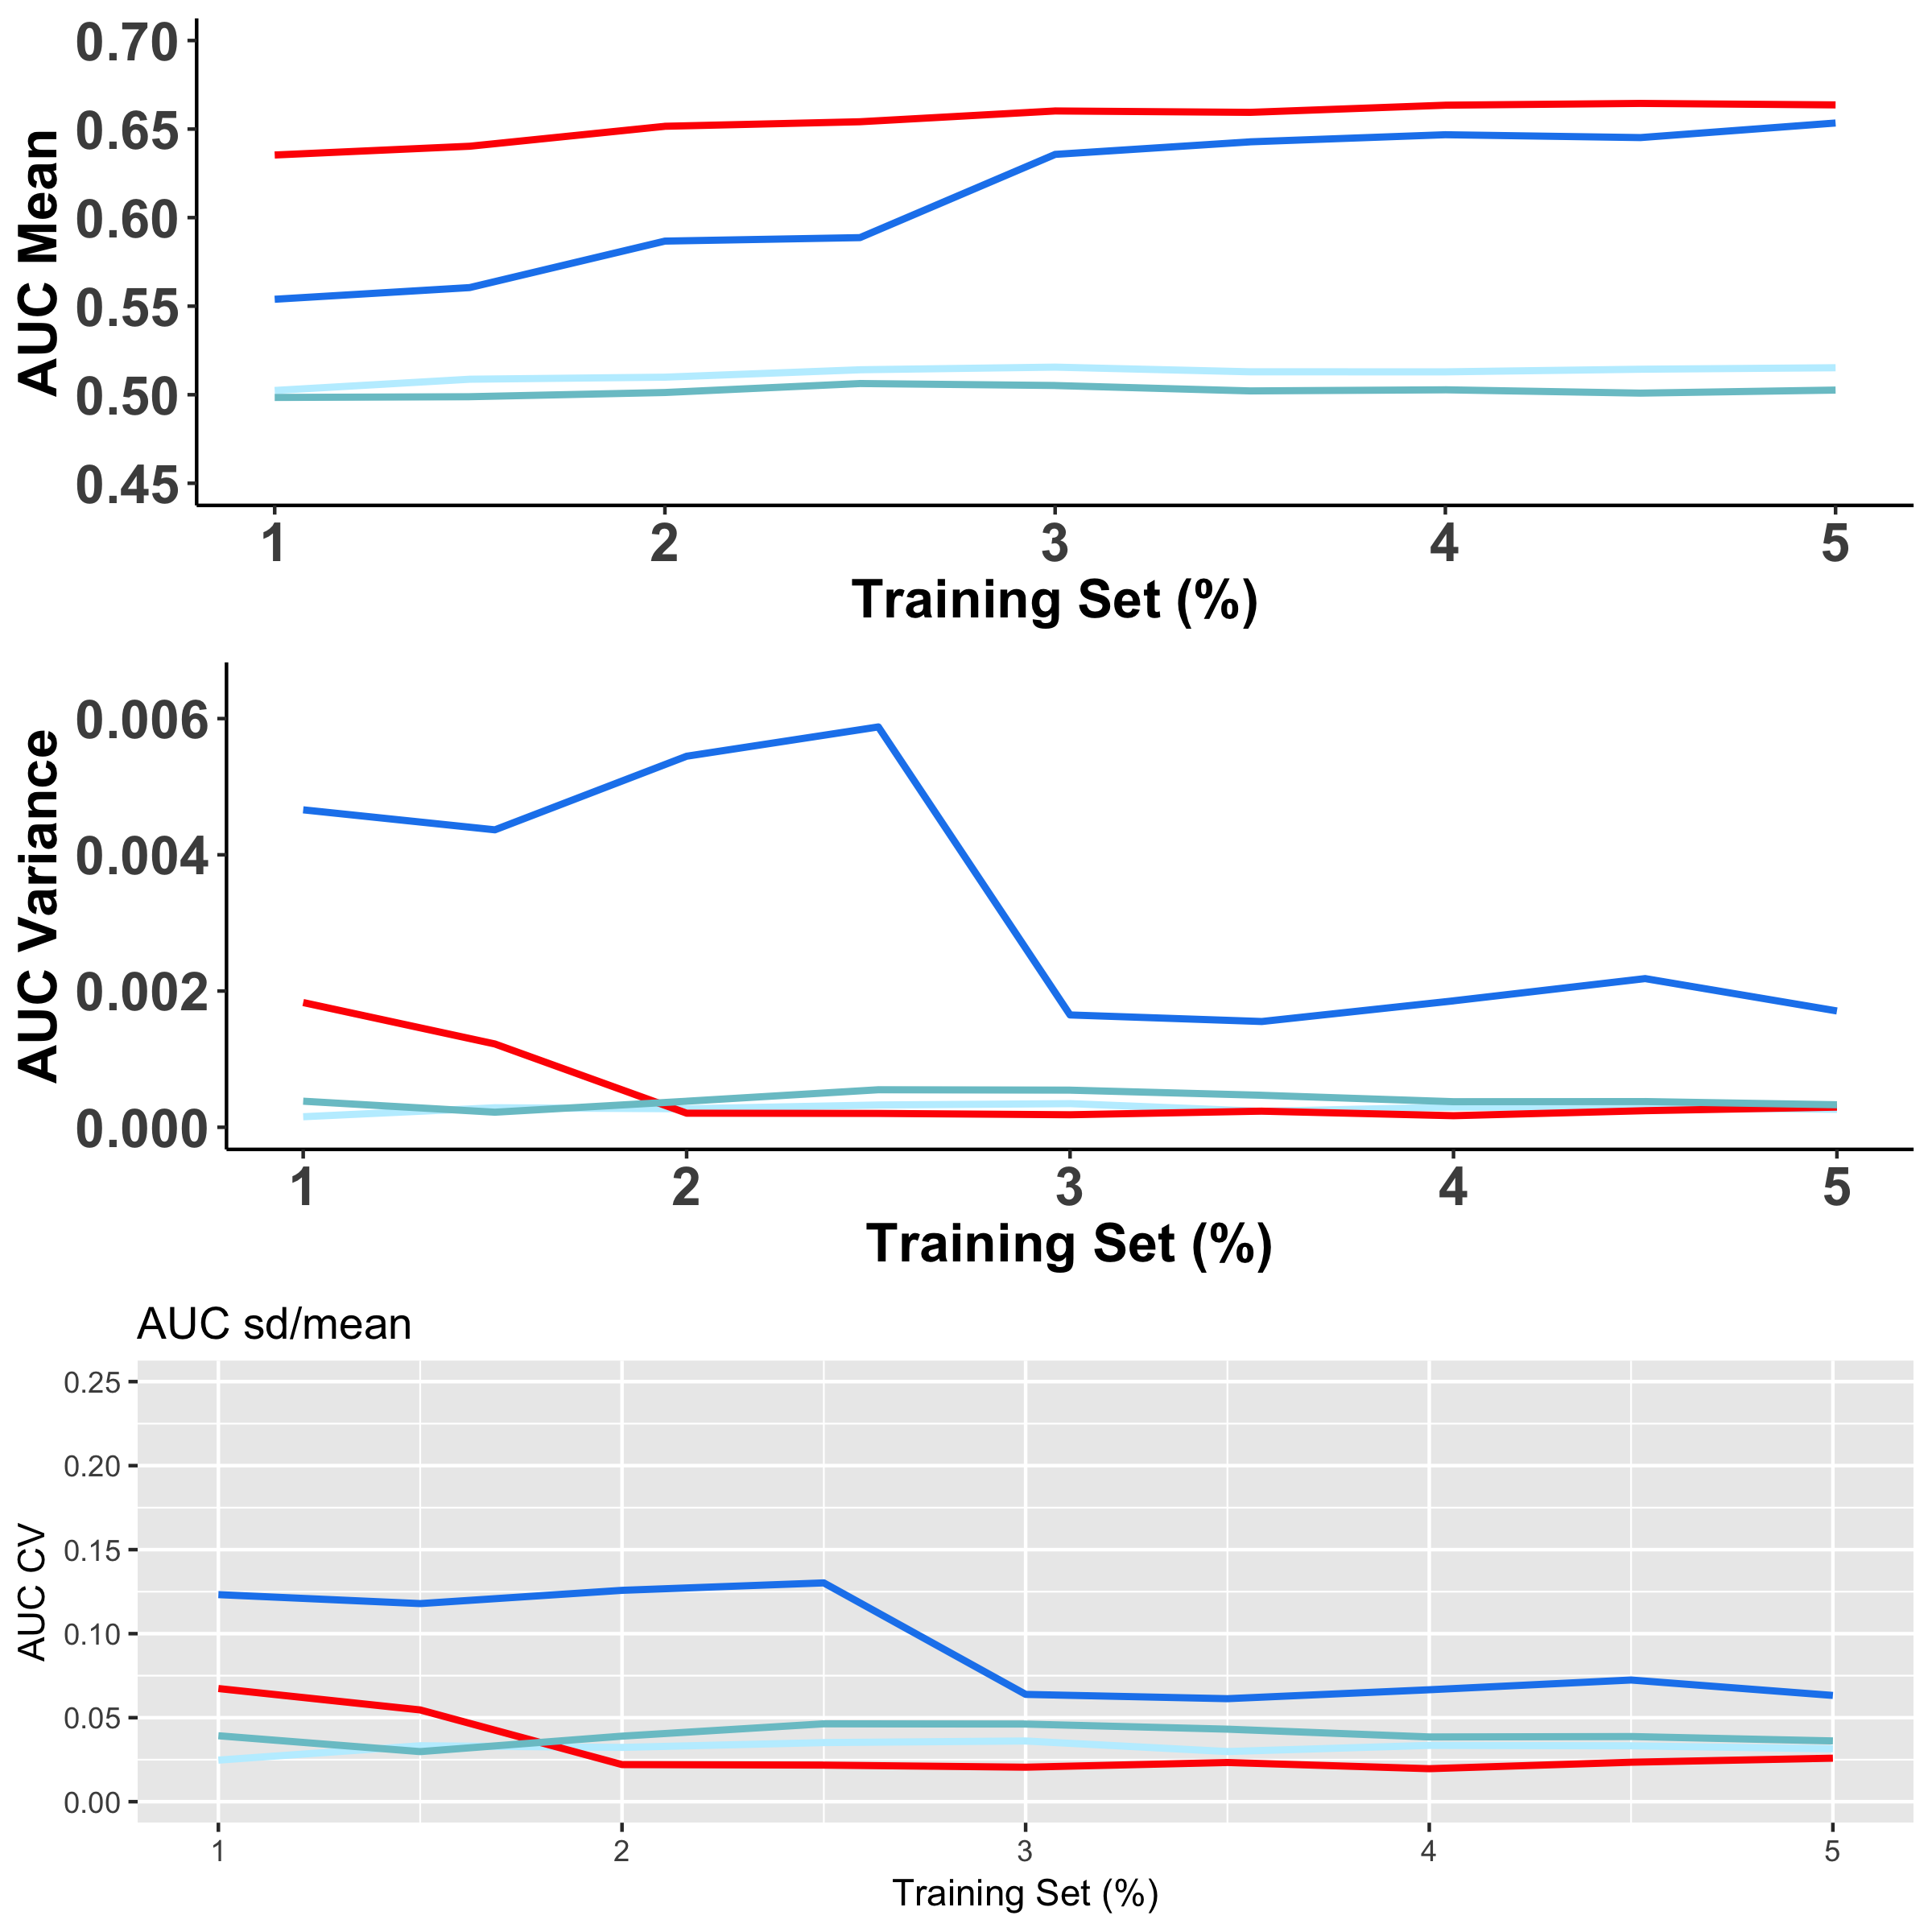 AUC Mean
0.70
0.65
0.60
0.55
0.50
0.45
1 2 3 4 5
Training Set (%)
AUC Variance
0.006
0.004
0.002
0.000
1 2 3 4 5
Training Set (%)
AUC sd/mean
AUC CV
0.25
0.20
0.15
0.10
0.05
0.00
1 2 3 4 5
Training Set (%)